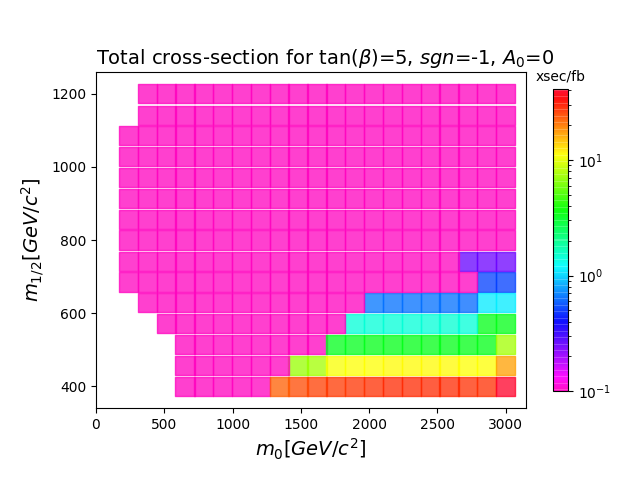 Total cross-section for tan(β)=5, sgn=-1, A₀=0
xsec/fb
1200
1000
800
600
400
m₁/₂[GeV/c²]
10¹
10⁰
10⁻¹
0 500 1000 1500 2000 2500 3000
m₀[GeV/c²]